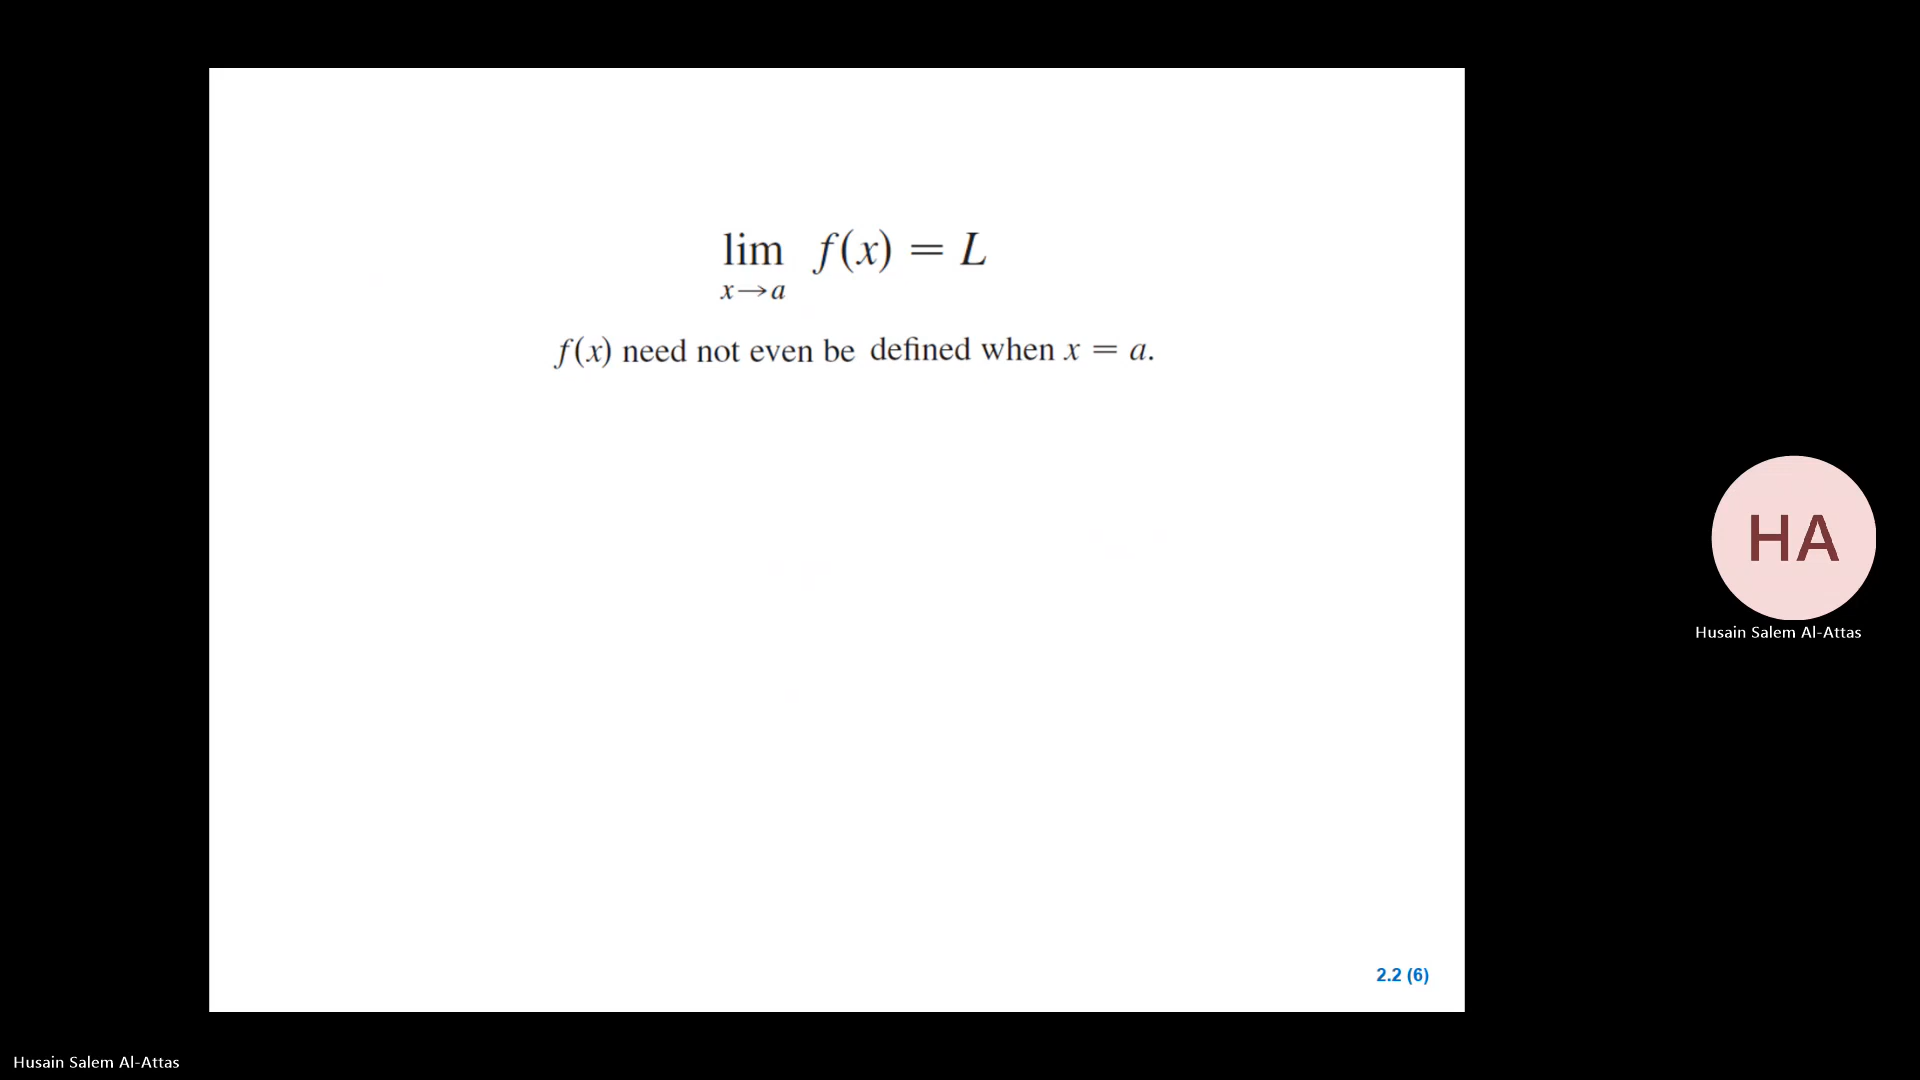 lim f(x) = L
x→a
f(x) need not even be defined when x = a.
HA
Husain Salem Al-Attas
2.2 (6)
Husain Salem Al-Attas